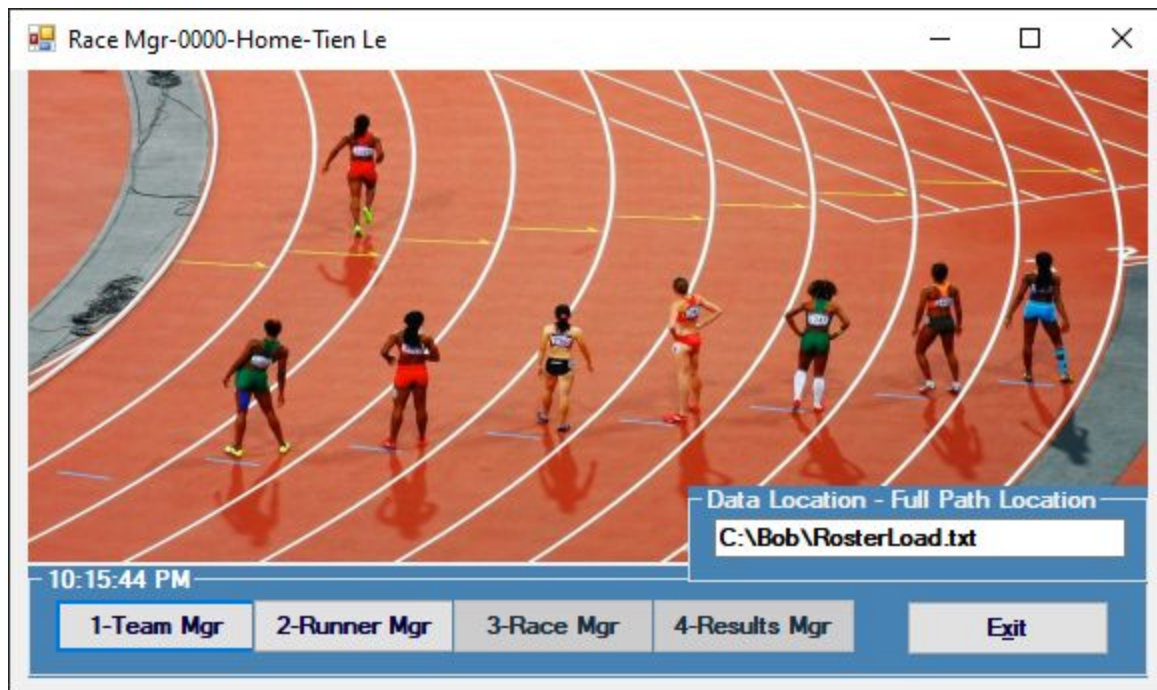 Race Mgr-0000-Home-Tien Le
Data Location - Full Path Location
C:\Bob\RosterLoad.txt
10:15:44 PM
1-Team Mgr 2-Runner Mgr 3-Race Mgr 4-Results Mgr Exit